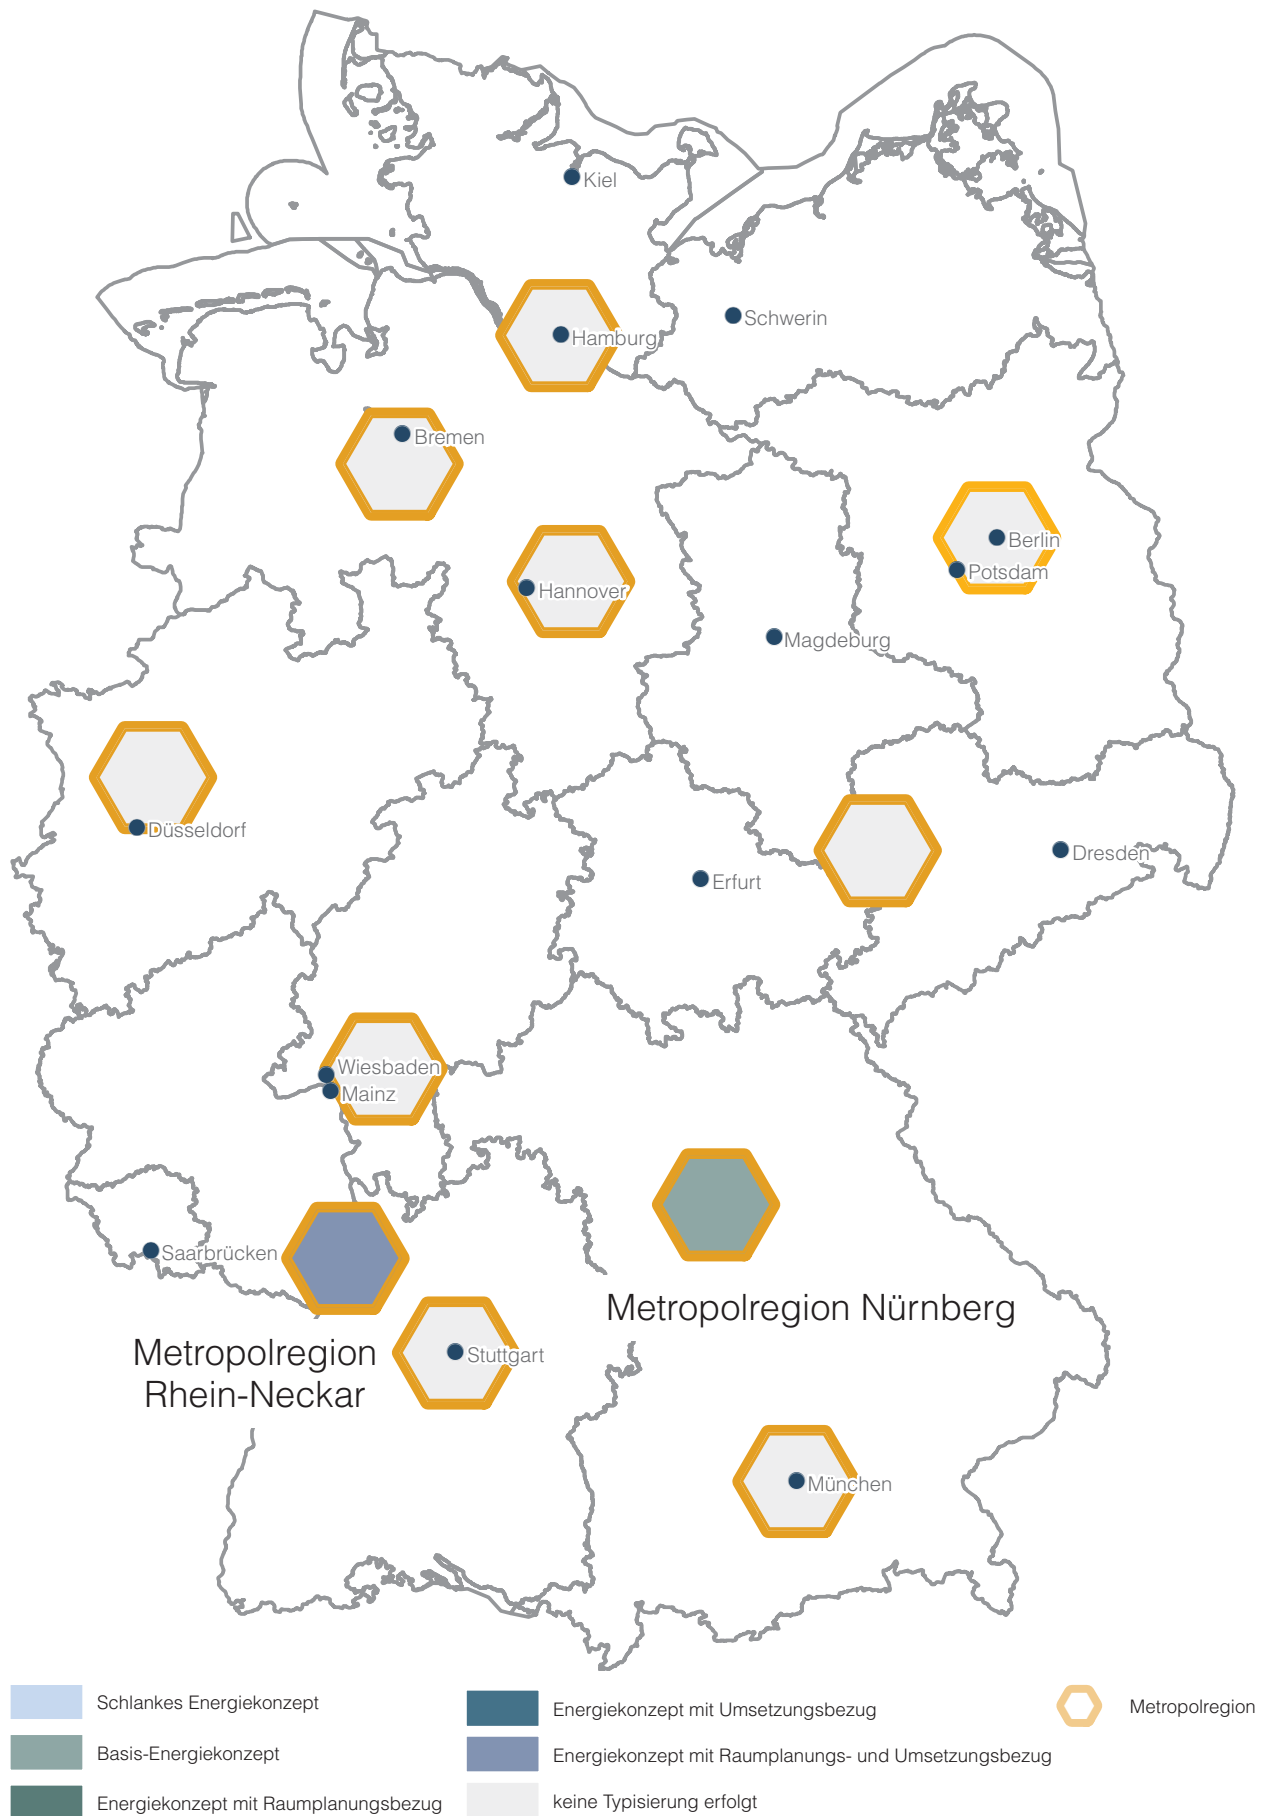 Kiel
Schwerin
Hamburg
Bremen
Berlin
Potsdam
Hannover
Magdeburg
Düsseldorf
Dresden
Erfurt
Wiesbaden
Mainz
Saarbrücken
Metropolregion Nürnberg
Metropolregion
Rhein-Neckar
Stuttgart
München
Schlankes Energiekonzept
Basis-Energiekonzept
Energiekonzept mit Raumplanungsbezug
Energiekonzept mit Umsetzungsbezug
Energiekonzept mit Raumplanungs- und Umsetzungsbezug
keine Typisierung erfolgt
Metropolregion